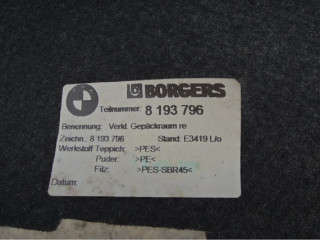 BORGERS
Teilnummer: 8 193 796
Benennung: Verkl. Gepäckraum re
Zeichn.: 8 193 796 Stand: E3419 L/o
Werkstoff Teppich: >PES<
Puder: >PE<
Filz: >PES-SBR45<
Datum: